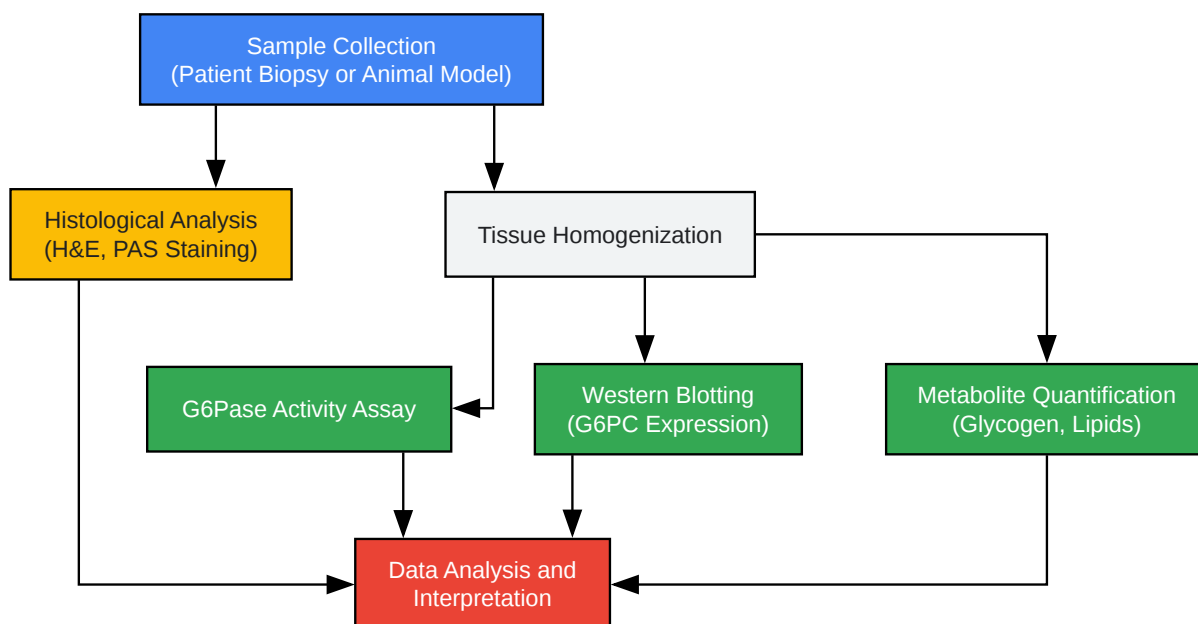 Sample Collection
(Patient Biopsy or Animal Model)
Histological Analysis
(H&E, PAS Staining)
Tissue Homogenization
G6Pase Activity Assay
Western Blotting
(G6PC Expression)
Metabolite Quantification
(Glycogen, Lipids)
Data Analysis and
Interpretation